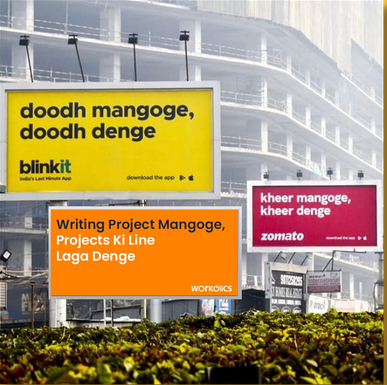 doodh mangoge,
doodh denge
blinkit
India's Last Minute App
download the app
kheer mangoge,
kheer denge
zomato
download the app
Writing Project Mangoge,
Projects Ki Line
Laga Denge
WORKOLICS